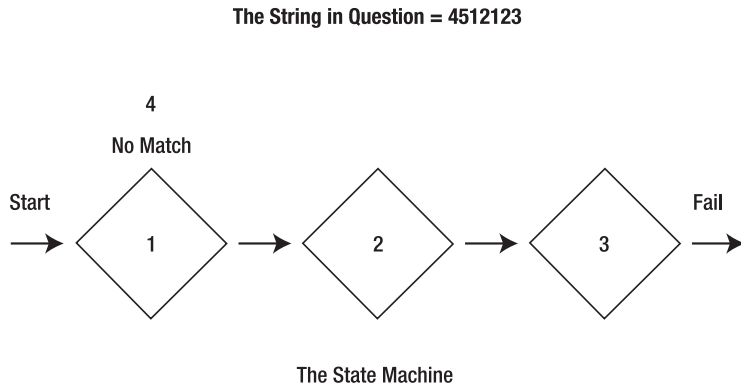 The String in Question = 4512123
4
No Match
Start
Fail
1
2
3
The State Machine